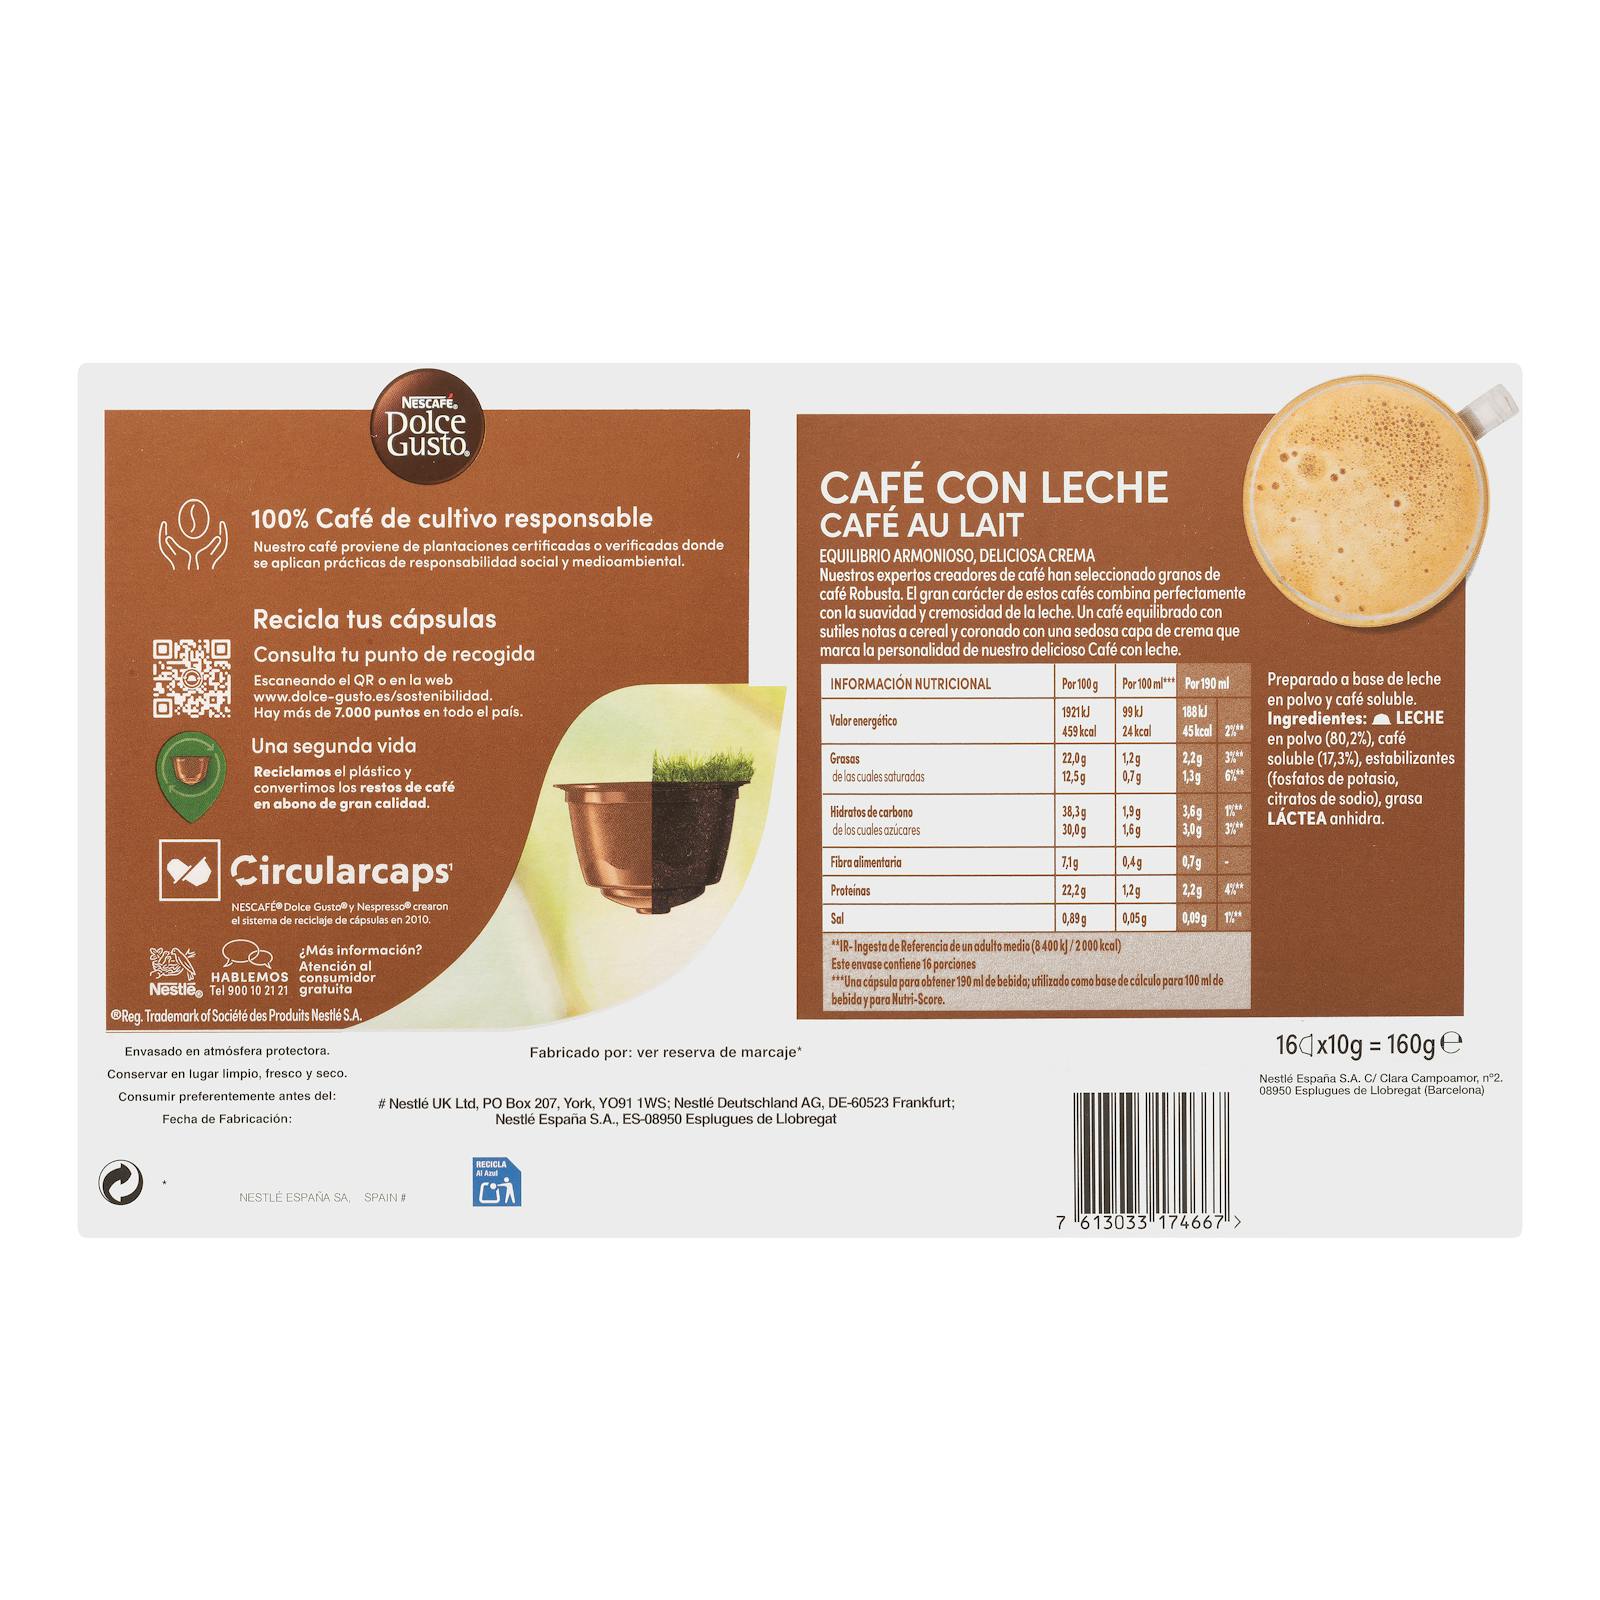 NESCAFÉ®
Dolce
Gusto®
100% Café de cultivo responsable
Nuestro café proviene de plantaciones certificadas o verificadas donde
se aplican prácticas de responsabilidad social y medioambiental.
Recicla tus cápsulas
Consulta tu punto de recogida
Escaneando el QR o en la web
www.dolce-gusto.es/sostenibilidad.
Hay más de 7.000 puntos en todo el país.
Una segunda vida
Reciclamos el plástico y
convertimos los restos de café
en abono de gran calidad.
Circularcaps¹
NESCAFÉ® Dolce Gusto® y Nespresso® crearon
el sistema de reciclaje de cápsulas en 2010.
Nestlé®
HABLEMOS
Tel 900 10 21 21
¿Más información?
Atención al
consumidor
gratuita
®Reg. Trademark of Société des Produits Nestlé S.A.
Envasado en atmósfera protectora.
Conservar en lugar limpio, fresco y seco.
Consumir preferentemente antes del:
Fecha de Fabricación:
*
NESTLÉ ESPAÑA SA, SPAIN #
Fabricado por: ver reserva de marcaje*
# Nestlé UK Ltd, PO Box 207, York, YO91 1WS; Nestlé Deutschland AG, DE-60523 Frankfurt;
Nestlé España S.A., ES-08950 Esplugues de Llobregat
RECICLA
Al Azul
CAFÉ CON LECHE
CAFÉ AU LAIT
EQUILIBRIO ARMONIOSO, DELICIOSA CREMA
Nuestros expertos creadores de café han seleccionado granos de
café Robusta. El gran carácter de estos cafés combina perfectamente
con la suavidad y cremosidad de la leche. Un café equilibrado con
sutiles notas a cereal y coronado con una sedosa capa de crema que
marca la personalidad de nuestro delicioso Café con leche.
INFORMACIÓN NUTRICIONAL Por 100 g Por 100 ml*** Por 190 ml
Valor energético 1921 kJ 99 kJ 188 kJ
459 kcal 24 kcal 45 kcal 2%**
Grasas 22,0 g 1,2 g 2,2 g 3%**
de las cuales saturadas 12,5 g 0,7 g 1,3 g 6%**
Hidratos de carbono 38,3 g 1,9 g 3,6 g 1%**
de los cuales azúcares 30,0 g 1,6 g 3,0 g 3%**
Fibra alimentaria 7,1 g 0,4 g 0,7 g -
Proteínas 22,2 g 1,2 g 2,2 g 4%**
Sal 0,89 g 0,05 g 0,09 g 1%**
**IR- Ingesta de Referencia de un adulto medio (8 400 kJ / 2 000 kcal)
Este envase contiene 16 porciones
***Una cápsula para obtener 190 ml de bebida; utilizado como base de cálculo para 100 ml de
bebida y para Nutri-Score.
Preparado a base de leche
en polvo y café soluble.
Ingredientes: LECHE
en polvo (80,2%), café
soluble (17,3%), estabilizantes
(fosfatos de potasio,
citratos de sodio), grasa
LÁCTEA anhidra.
16 x10g = 160g ℮
Nestlé España S.A. C/ Clara Campoamor, nº2.
08950 Esplugues de Llobregat (Barcelona)
7 613033 174667 >